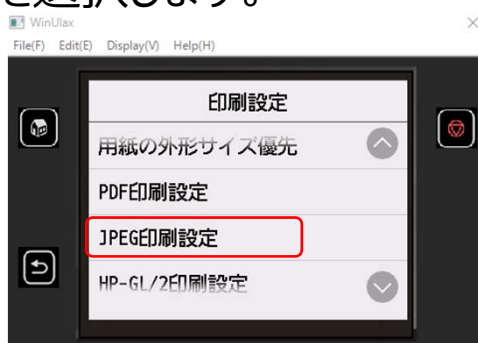 を選択します。
WinUlax
File(F) Edit(E) Display(V) Help(H)
印刷設定
用紙の外形サイズ優先
PDF印刷設定
JPEG印刷設定
HP-GL/2印刷設定